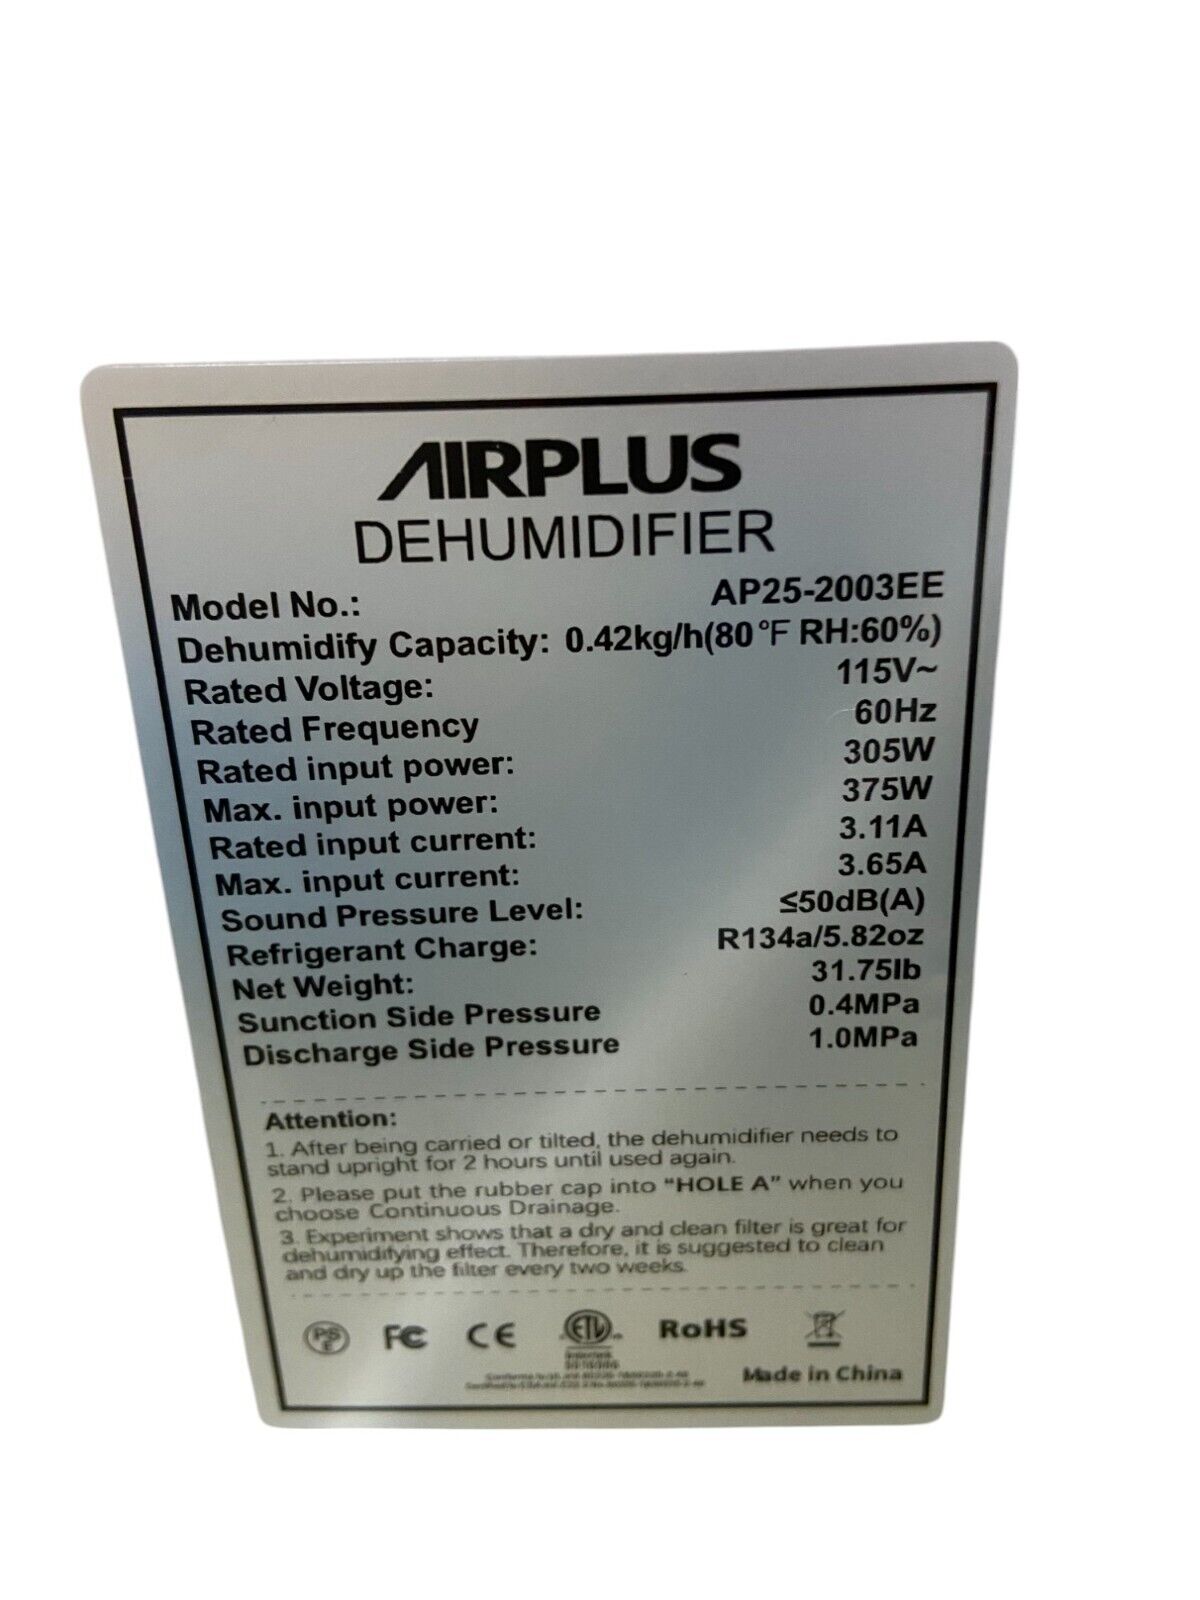 AIRPLUS
DEHUMIDIFIER
Model No.: AP25-2003EE
Dehumidify Capacity: 0.42kg/h(80°F RH:60%)
Rated Voltage: 115V~
Rated Frequency 60Hz
Rated input power: 305W
Max. input power: 375W
Rated input current: 3.11A
Max. input current: 3.65A
Sound Pressure Level: ≤50dB(A)
Refrigerant Charge: R134a/5.82oz
Net Weight: 31.75lb
Sunction Side Pressure 0.4MPa
Discharge Side Pressure 1.0MPa
Attention:
1. After being carried or tilted, the dehumidifier needs to
stand upright for 2 hours until used again.
2. Please put the rubber cap into “HOLE A” when you
choose Continuous Drainage.
3. Experiment shows that a dry and clean filter is great for
dehumidifying effect. Therefore, it is suggested to clean
and dry up the filter every two weeks.
PSE FC CE ETL RoHS
Intertek
Made in China